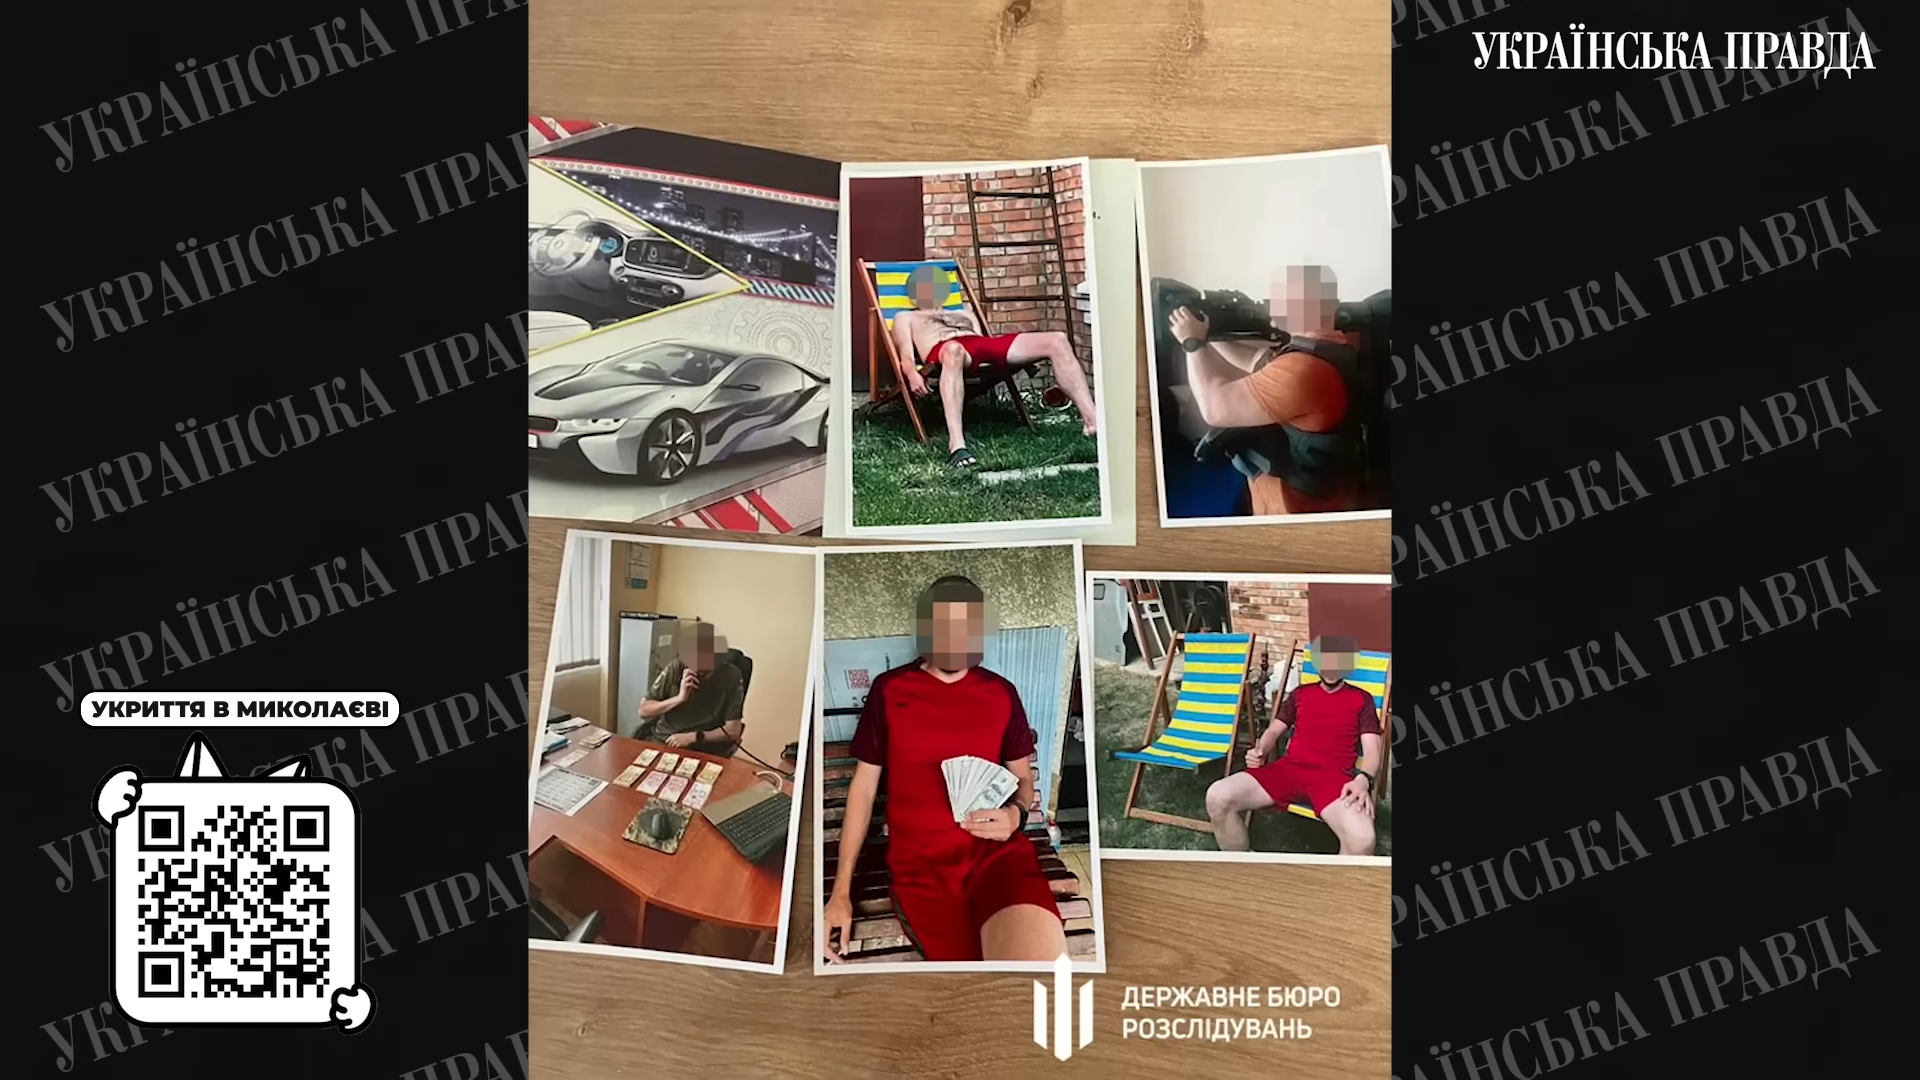 УКРАЇНСЬКА ПРАВДА
УКРИТТЯ В МИКОЛАЄВІ
ДЕРЖАВНЕ БЮРО
РОЗСЛІДУВАНЬ